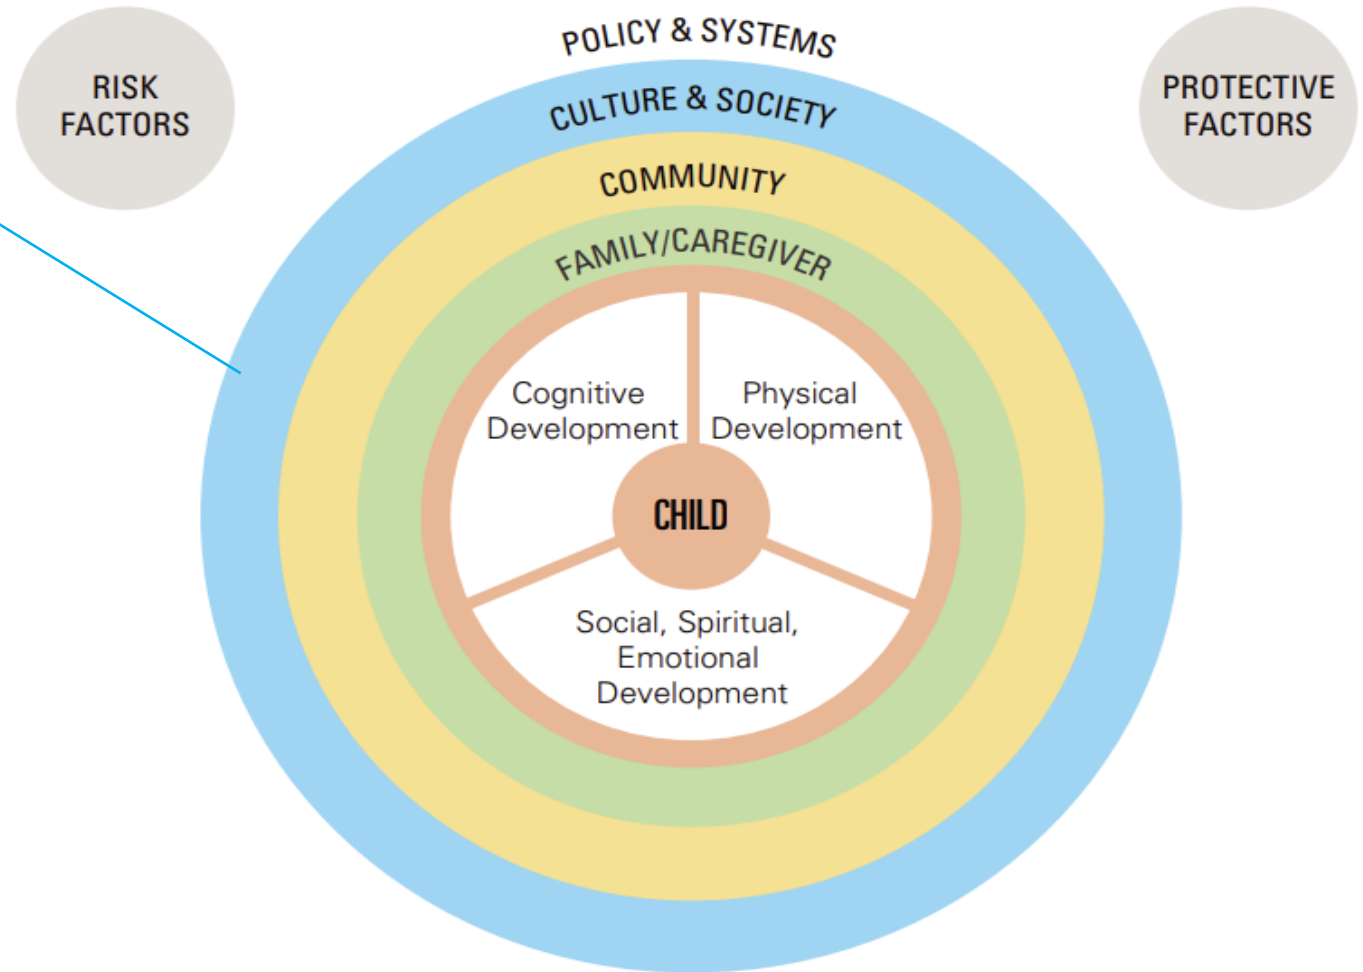 POLICY & SYSTEMS
RISK
FACTORS
PROTECTIVE
FACTORS
CULTURE & SOCIETY
COMMUNITY
FAMILY/CAREGIVER
Cognitive
Development
Physical
Development
CHILD
Social, Spiritual,
Emotional
Development